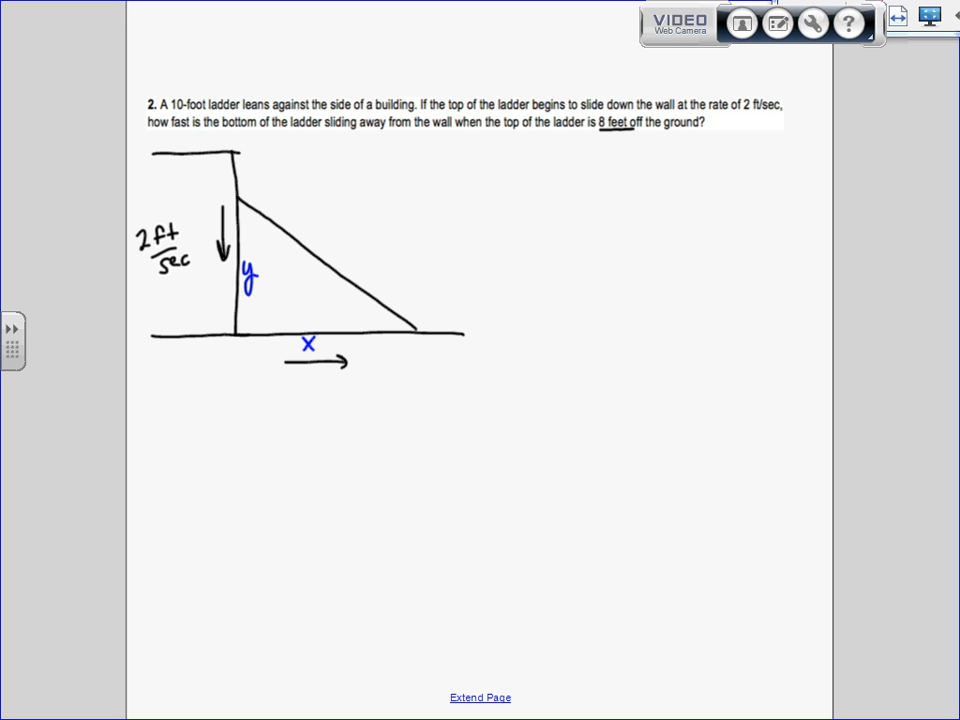 VIDEO
Web Camera
?
2. A 10-foot ladder leans against the side of a building. If the top of the ladder begins to slide down the wall at the rate of 2 ft/sec,
how fast is the bottom of the ladder sliding away from the wall when the top of the ladder is 8 feet off the ground?
2ft
sec
y
x
Extend Page